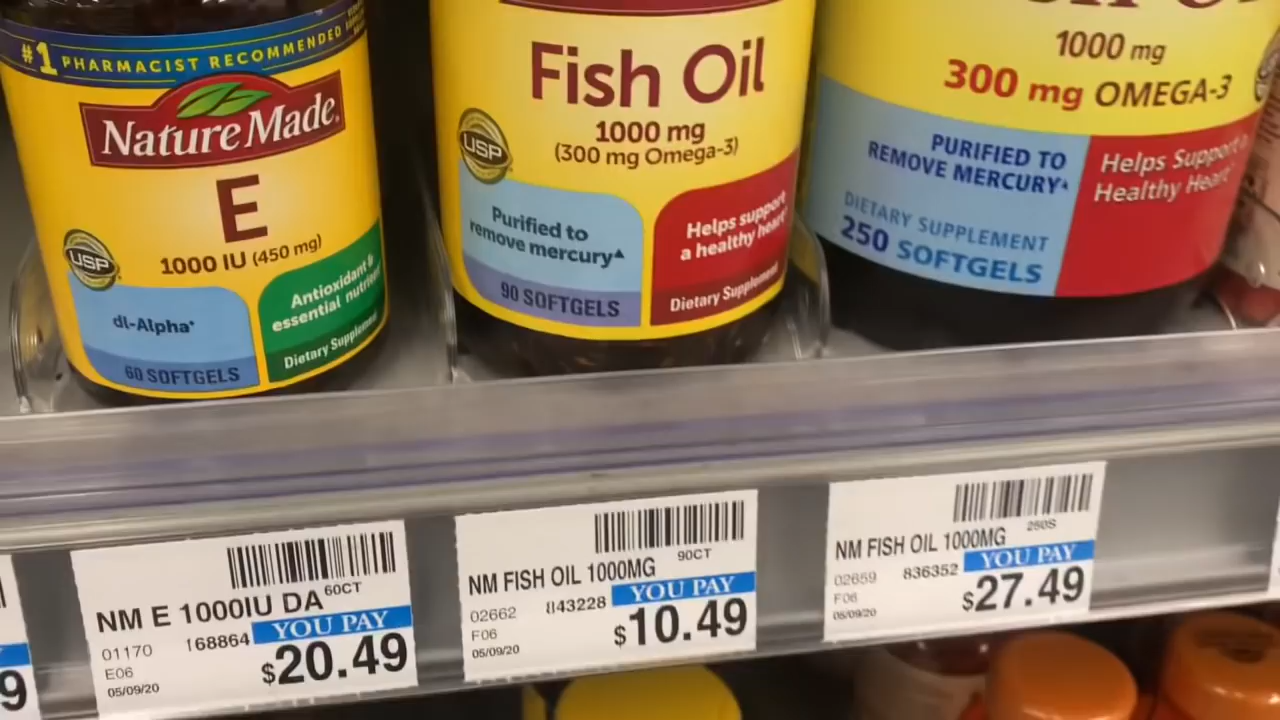 #1 PHARMACIST RECOMMENDED
Nature Made
E
1000 IU (450 mg)
USP
dl-Alpha*
Antioxidant &
essential nutrient
60 SOFTGELS
Dietary Supplement
Fish Oil
1000 mg
(300 mg Omega-3)
USP
Purified to
remove mercury▲
Helps support
a healthy heart
90 SOFTGELS
Dietary Supplement
1000 mg
300 mg OMEGA-3
PURIFIED TO
REMOVE MERCURY▲
Helps Support a
Healthy Heart
DIETARY SUPPLEMENT
250 SOFTGELS
9
60CT
NM E 1000IU DA
01170 168864 YOU PAY
E06
05/09/20
$20.49
90CT
NM FISH OIL 1000MG
02662 843228 YOU PAY
F06
05/09/20
$10.49
250S
NM FISH OIL 1000MG
02659 836352 YOU PAY
F06
05/09/20
$27.49